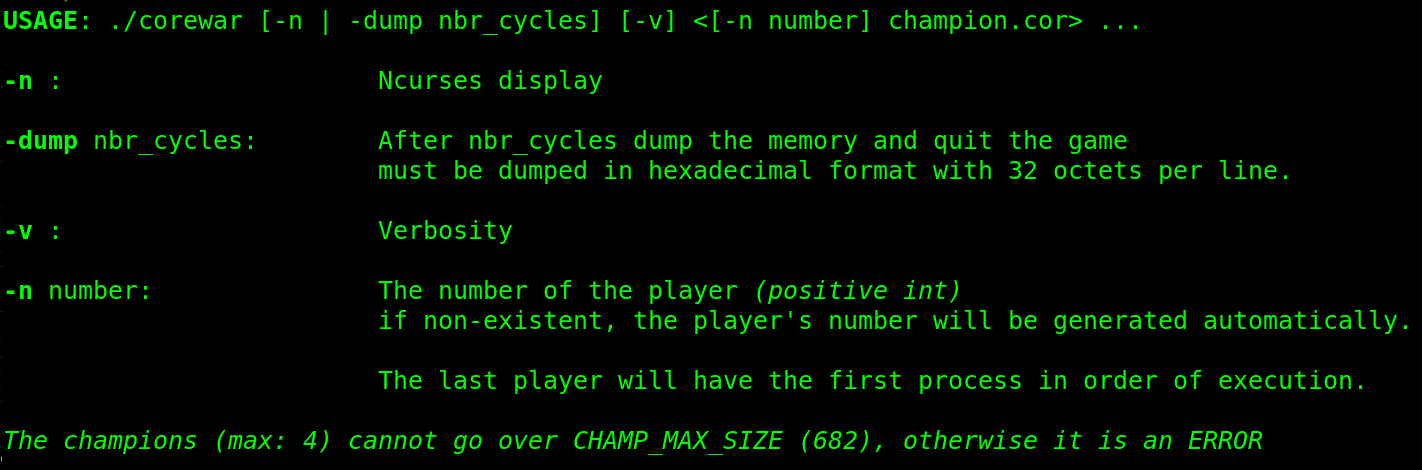 USAGE: ./corewar [-n | -dump nbr_cycles] [-v] <[-n number] champion.cor> ...
-n : Ncurses display
-dump nbr_cycles: After nbr_cycles dump the memory and quit the game
must be dumped in hexadecimal format with 32 octets per line.
-v : Verbosity
-n number: The number of the player (positive int)
if non-existent, the player's number will be generated automatically.
The last player will have the first process in order of execution.
The champions (max: 4) cannot go over CHAMP_MAX_SIZE (682), otherwise it is an ERROR